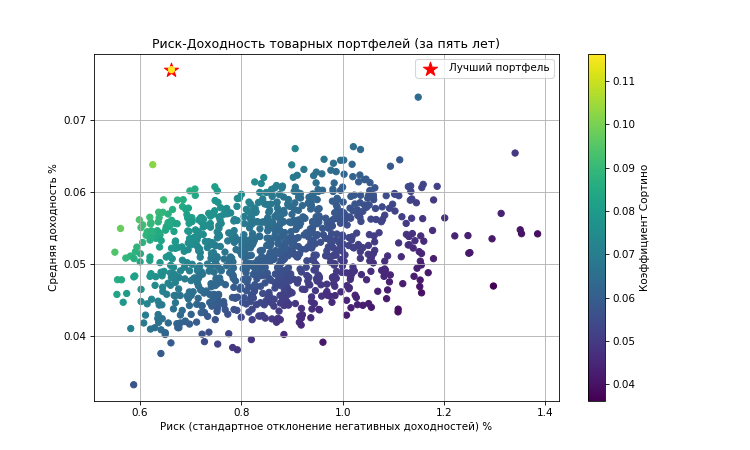 Риск-Доходность товарных портфелей (за пять лет)
Лучший портфель
Средняя доходность %
0.07
0.06
0.05
0.04
0.6 0.8 1.0 1.2 1.4
Риск (стандартное отклонение негативных доходностей) %
0.11
0.10
0.09
0.08
0.07
0.06
0.05
0.04
Коэффициент Сортино